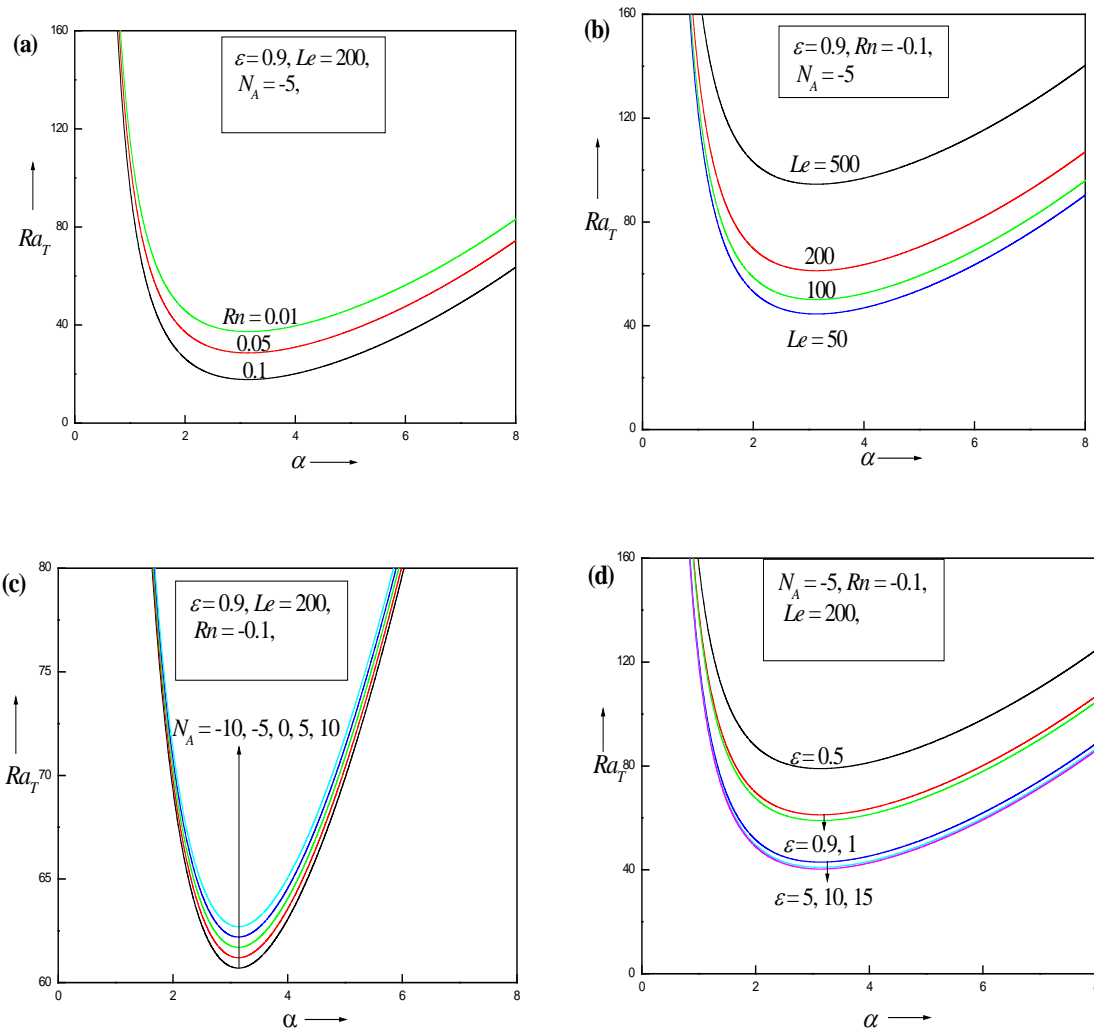 (a)
ε = 0.9, Le = 200,
N_A = -5,
Rn = 0.01
0.05
0.1
160
120
80
40
0
Ra_T
0 2 4 6 8
α
(b)
ε = 0.9, Rn = -0.1,
N_A = -5
Le = 500
200
100
Le = 50
160
120
80
40
0
Ra_T
0 2 4 6 8
α
(c)
ε = 0.9, Le = 200,
Rn = -0.1,
N_A = -10, -5, 0, 5, 10
80
75
70
65
60
Ra_T
0 2 4 6 8
α
(d)
N_A = -5, Rn = -0.1,
Le = 200,
ε = 0.5
ε = 0.9, 1
ε = 5, 10, 15
160
120
80
40
0
Ra_T
0 2 4 6 8
α